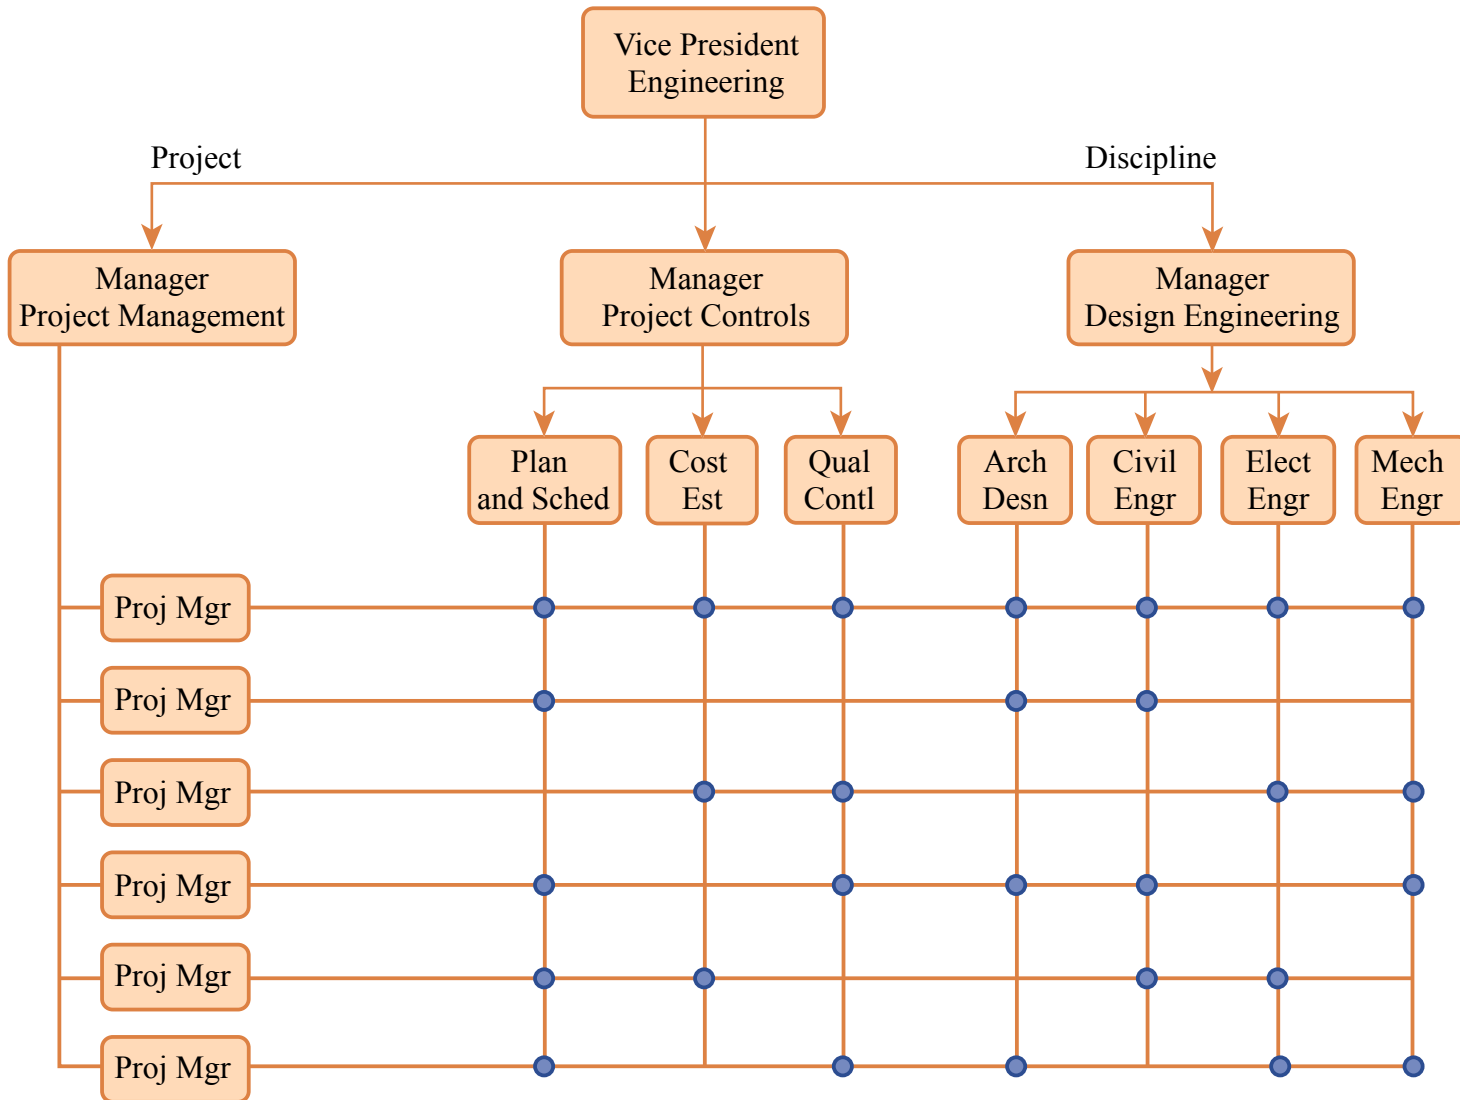 Vice President
Engineering
Project
Discipline
Manager
Project Management
Manager
Project Controls
Manager
Design Engineering
Plan
and Sched
Cost
Est
Qual
Contl
Arch
Desn
Civil
Engr
Elect
Engr
Mech
Engr
Proj Mgr
Proj Mgr
Proj Mgr
Proj Mgr
Proj Mgr
Proj Mgr